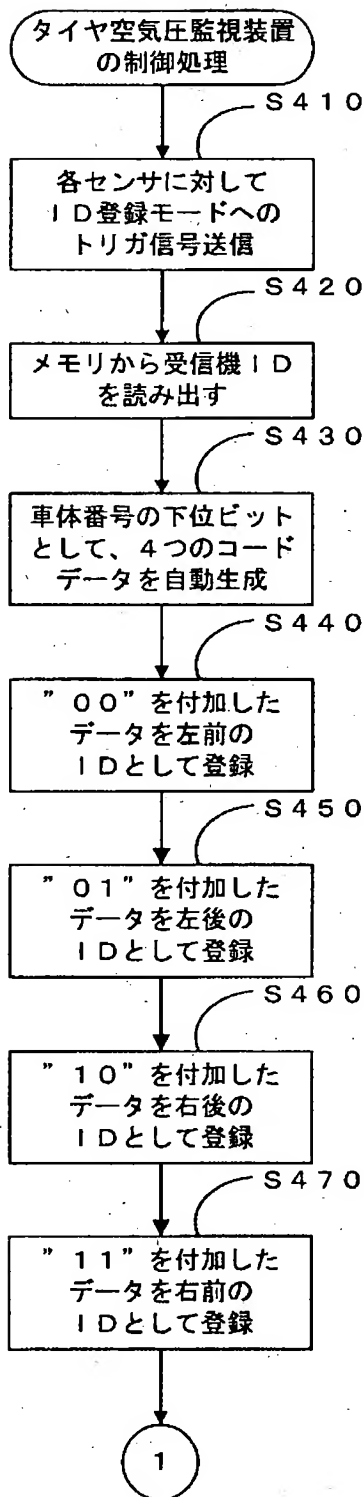 タイヤ空気圧監視装置
の制御処理
S410
各センサに対して
ID登録モードへの
トリガ信号送信
S420
メモリから受信機ID
を読み出す
S430
車体番号の下位ビット
として、4つのコード
データを自動生成
S440
"00"を付加した
データを左前の
IDとして登録
S450
"01"を付加した
データを左後の
IDとして登録
S460
"10"を付加した
データを右後の
IDとして登録
S470
"11"を付加した
データを右前の
IDとして登録
1